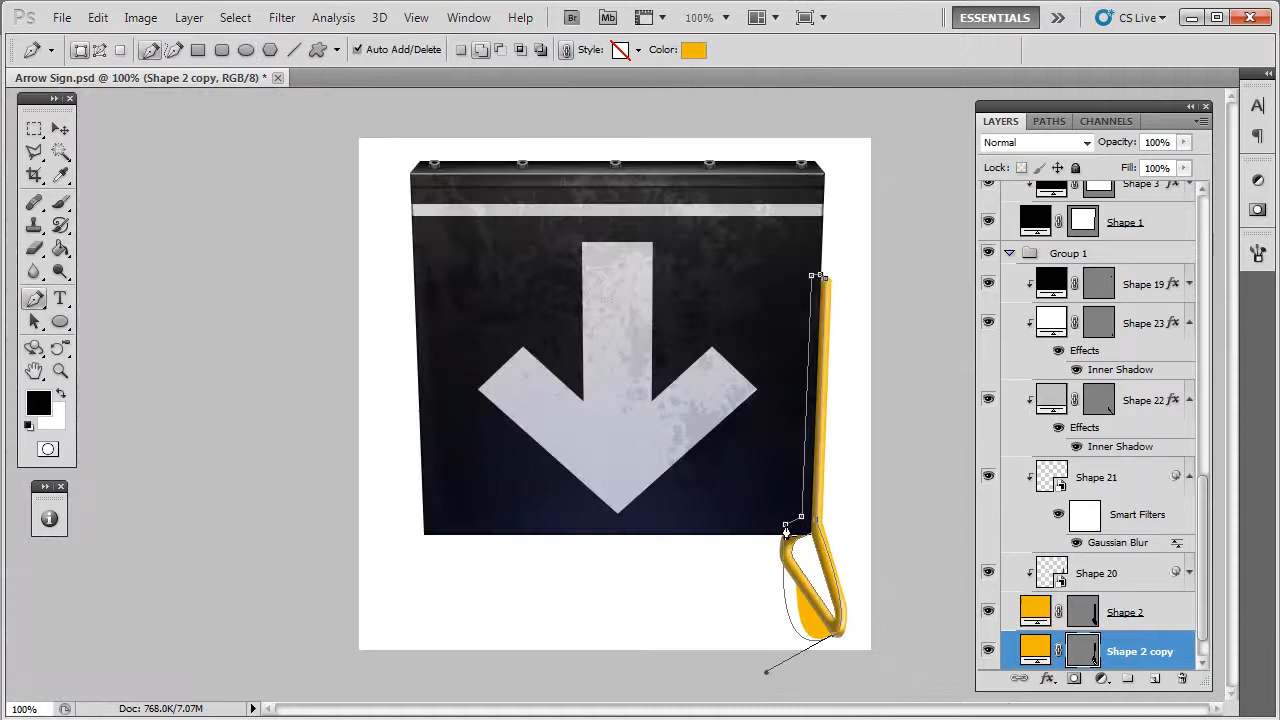 Ps File Edit Image Layer Select Filter Analysis 3D View Window Help Br Mb 100% ESSENTIALS CS Live
Auto Add/Delete Style: Color:
Arrow Sign.psd @ 100% (Shape 2 copy, RGB/8) *
LAYERS PATHS CHANNELS
Normal Opacity: 100%
Lock: Fill: 100%
Shape 3 fx
Shape 1
Group 1
Shape 19 fx
Shape 23 fx
Effects
Inner Shadow
Shape 22 fx
Effects
Inner Shadow
Shape 21
Smart Filters
Gaussian Blur
Shape 20
Shape 2
Shape 2 copy
100% Doc: 768.0K/7.07M